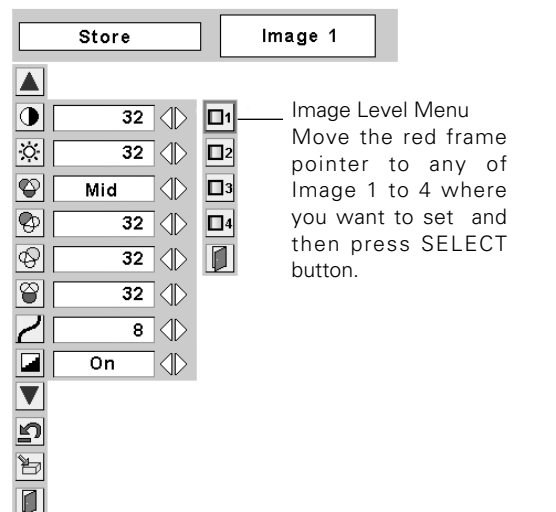 Store
Image 1
32
1
32
2
Mid
3
32
4
32
32
8
On
Image Level Menu
Move the red frame
pointer to any of
Image 1 to 4 where
you want to set and
then press SELECT
button.